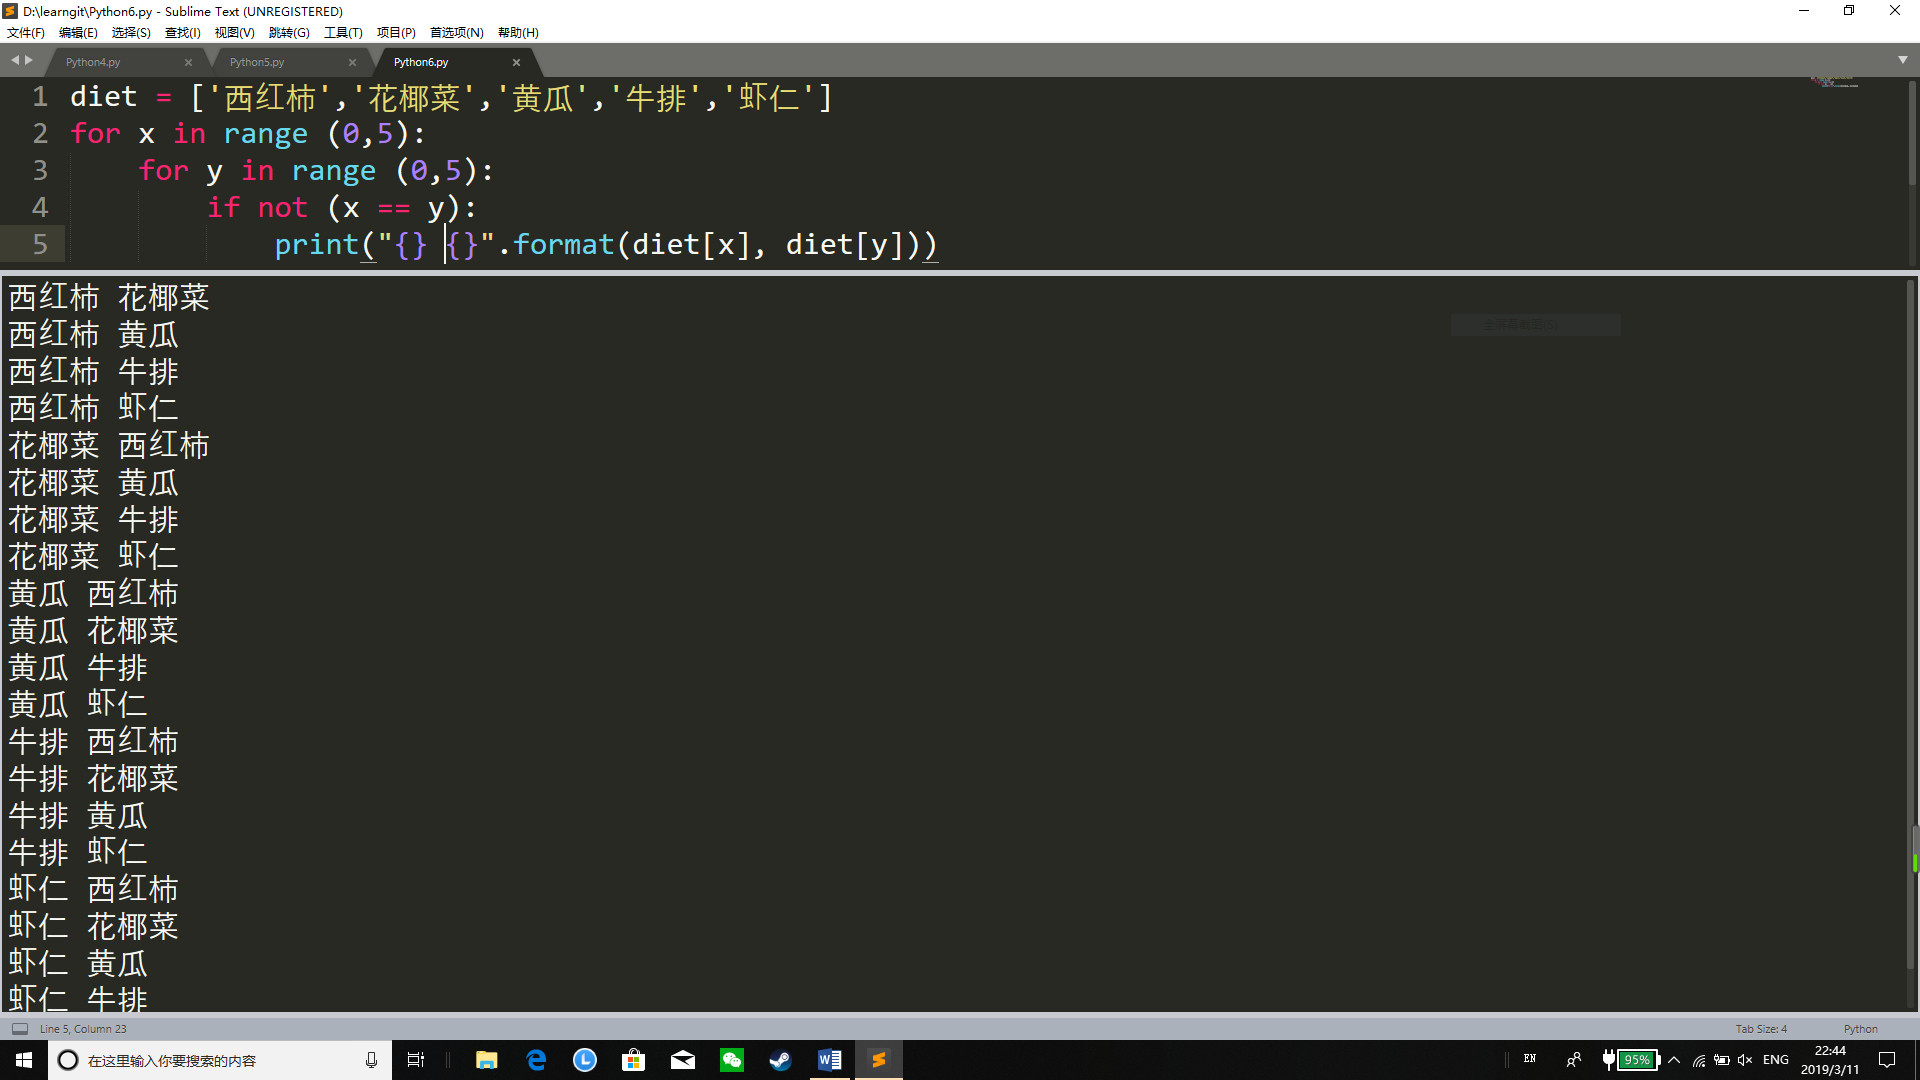 D:\learngit\Python6.py - Sublime Text (UNREGISTERED)
文件(F) 编辑(E) 选择(S) 查找(I) 视图(V) 跳转(G) 工具(T) 项目(P) 首选项(N) 帮助(H)
Python4.py Python5.py Python6.py
1 diet = ['西红柿','花椰菜','黄瓜','牛排','虾仁']
2 for x in range (0,5):
3     for y in range (0,5):
4         if not (x == y):
5             print("{} {}".format(diet[x], diet[y]))
西红柿 花椰菜
西红柿 黄瓜
西红柿 牛排
西红柿 虾仁
花椰菜 西红柿
花椰菜 黄瓜
花椰菜 牛排
花椰菜 虾仁
黄瓜 西红柿
黄瓜 花椰菜
黄瓜 牛排
黄瓜 虾仁
牛排 西红柿
牛排 花椰菜
牛排 黄瓜
牛排 虾仁
虾仁 西红柿
虾仁 花椰菜
虾仁 黄瓜
虾仁 牛排
Line 5, Column 23 Tab Size: 4 Python
在这里输入你要搜索的内容 EN 95% ENG 22:44
2019/3/11